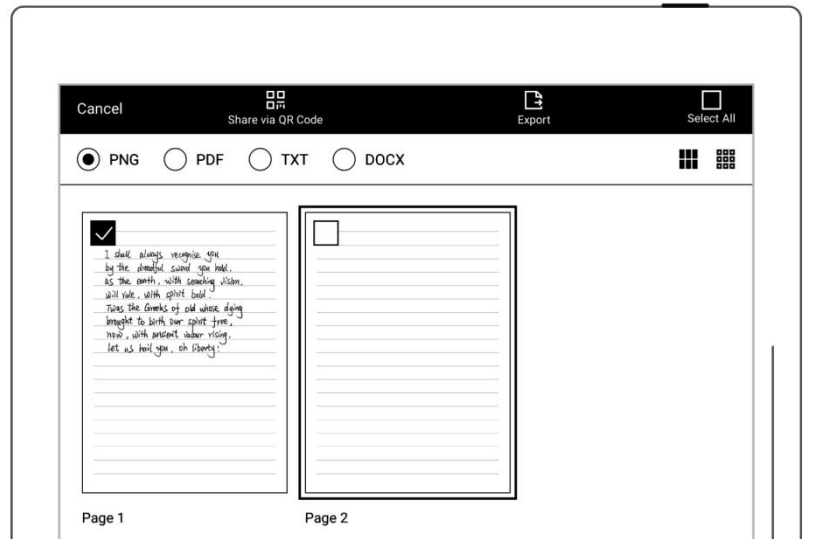 Cancel
Share via QR Code
Export
Select All
PNG
PDF
TXT
DOCX
I shall always recognise you
by the dreadful sword you hold.
as the earth, with searching vision,
will rule, with spirit bold.
Twas the Greeks of old whose dying
brought to birth our spirit free,
now, with ancient valour rising.
let us hail you, oh liberty!
Page 1
Page 2